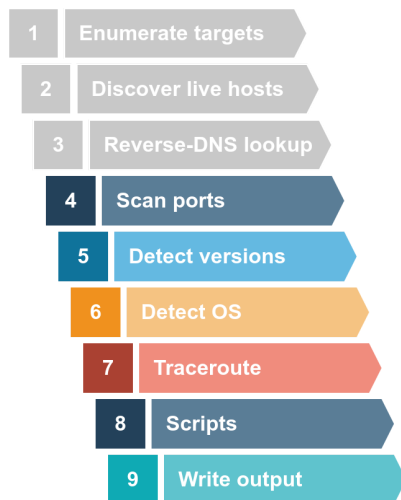 1 Enumerate targets
2 Discover live hosts
3 Reverse-DNS lookup
4 Scan ports
5 Detect versions
6 Detect OS
7 Traceroute
8 Scripts
9 Write output